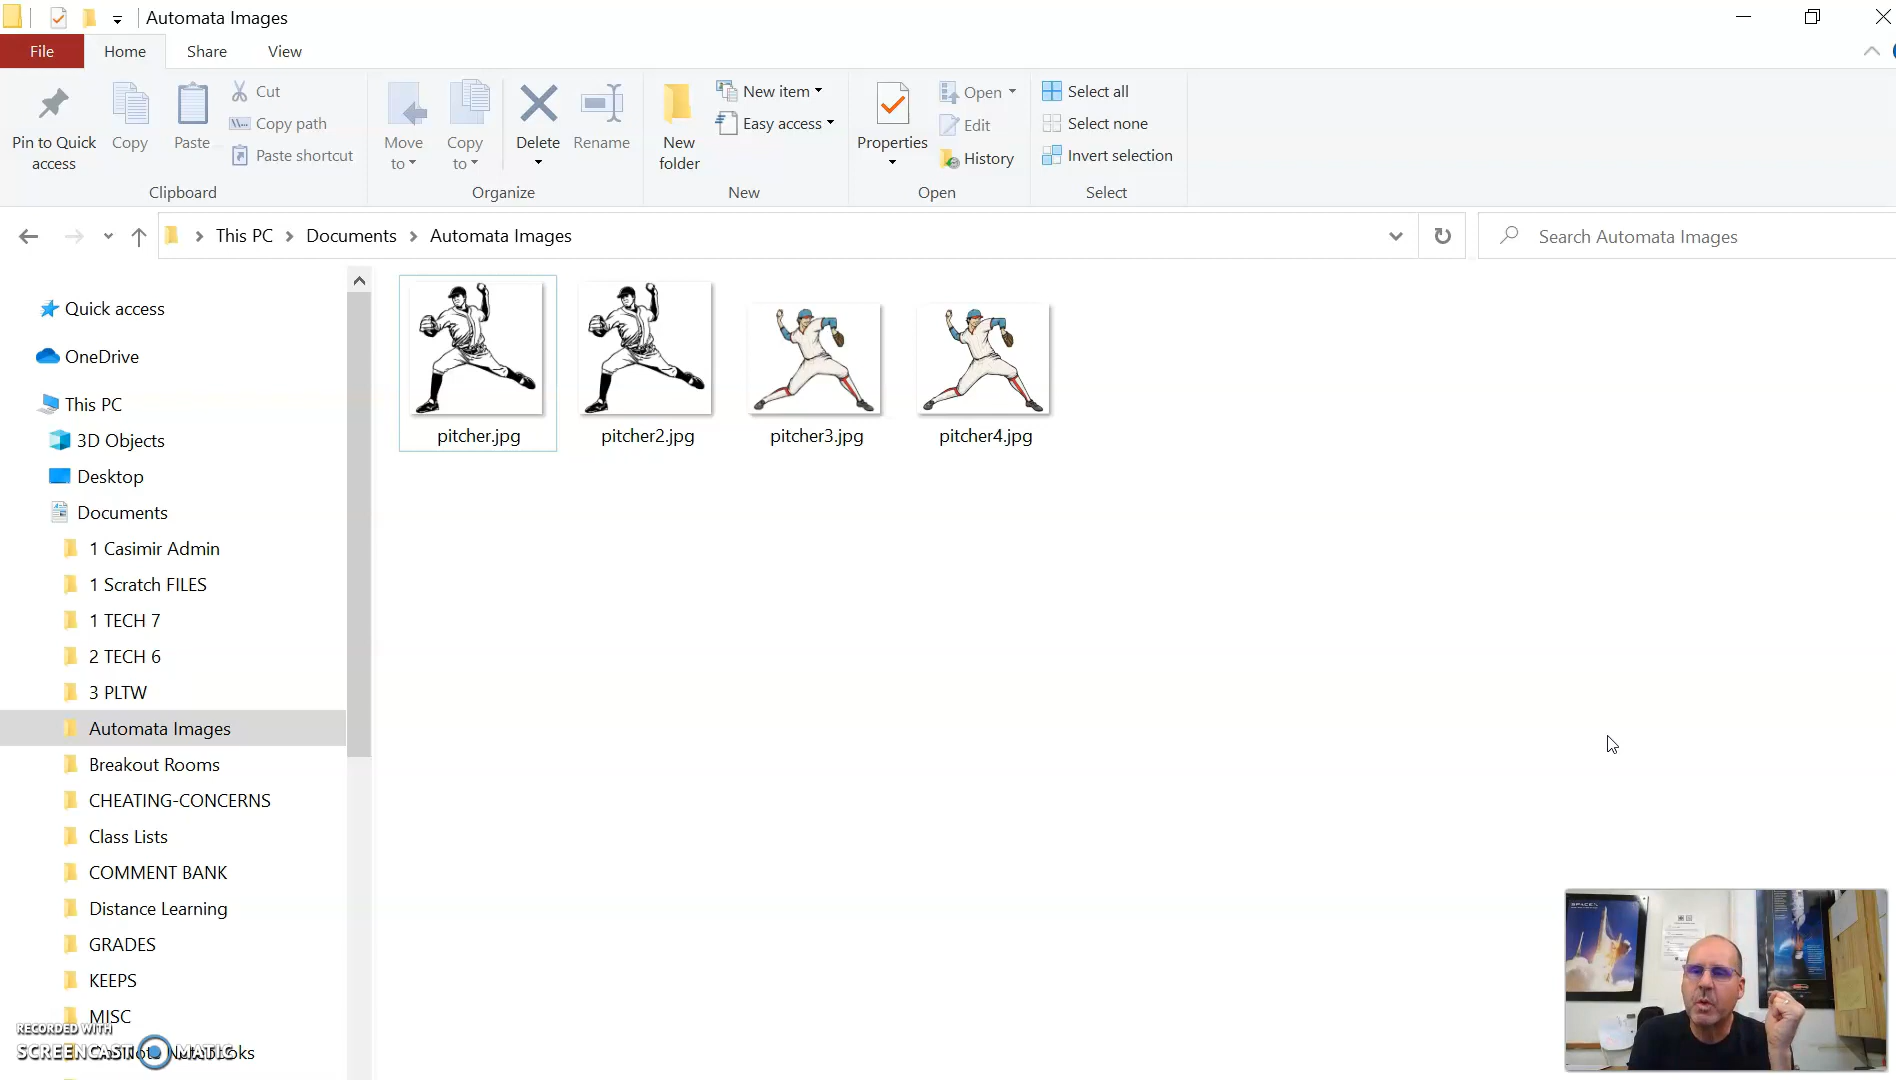 Automata Images
File
Home
Share
View
Pin to Quick access
Copy
Paste
Cut
Copy path
Paste shortcut
Clipboard
Move to
Copy to
Delete
Rename
Organize
New folder
New item
Easy access
New
Properties
Open
Edit
History
Open
Select all
Select none
Invert selection
Select
This PC
Documents
Automata Images
Search Automata Images
Quick access
OneDrive
This PC
3D Objects
Desktop
Documents
1 Casimir Admin
1 Scratch FILES
1 TECH 7
2 TECH 6
3 PLTW
Automata Images
Breakout Rooms
CHEATING-CONCERNS
Class Lists
COMMENT BANK
Distance Learning
GRADES
KEEPS
MISC
pitcher.jpg
pitcher2.jpg
pitcher3.jpg
pitcher4.jpg
RECORDED WITH
SCREENCAST MATIC